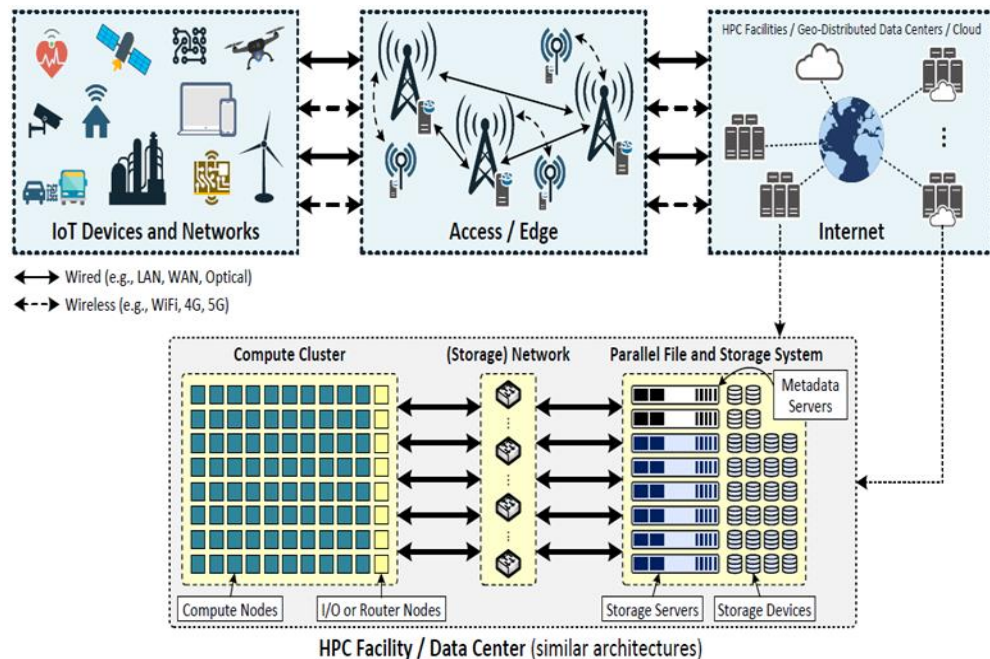 HPC Facilities / Geo-Distributed Data Centers / Cloud
IoT Devices and Networks
Access / Edge
Internet
Wired (e.g., LAN, WAN, Optical)
Wireless (e.g., WiFi, 4G, 5G)
Compute Cluster
(Storage) Network
Parallel File and Storage System
Metadata
Servers
Compute Nodes
I/O or Router Nodes
Storage Servers
Storage Devices
HPC Facility / Data Center (similar architectures)